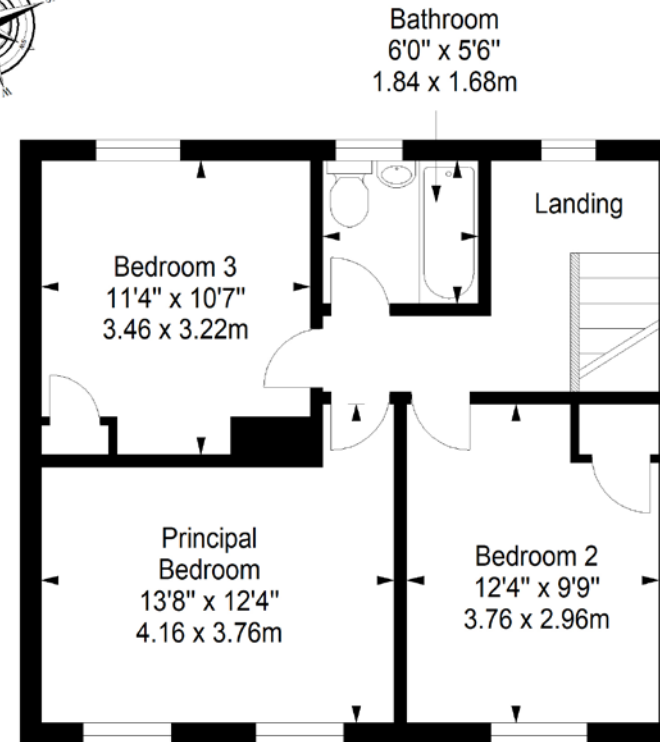 Bathroom
6'0" x 5'6"
1.84 x 1.68m
Landing
Bedroom 3
11'4" x 10'7"
3.46 x 3.22m
Principal
Bedroom
13'8" x 12'4"
4.16 x 3.76m
Bedroom 2
12'4" x 9'9"
3.76 x 2.96m